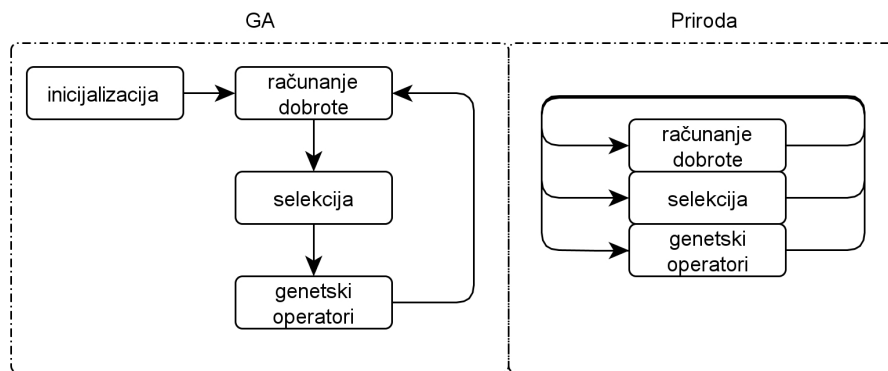 GA
Priroda
inicijalizacija
računanje
dobrote
selekcija
genetski
operatori
računanje
dobrote
selekcija
genetski
operatori